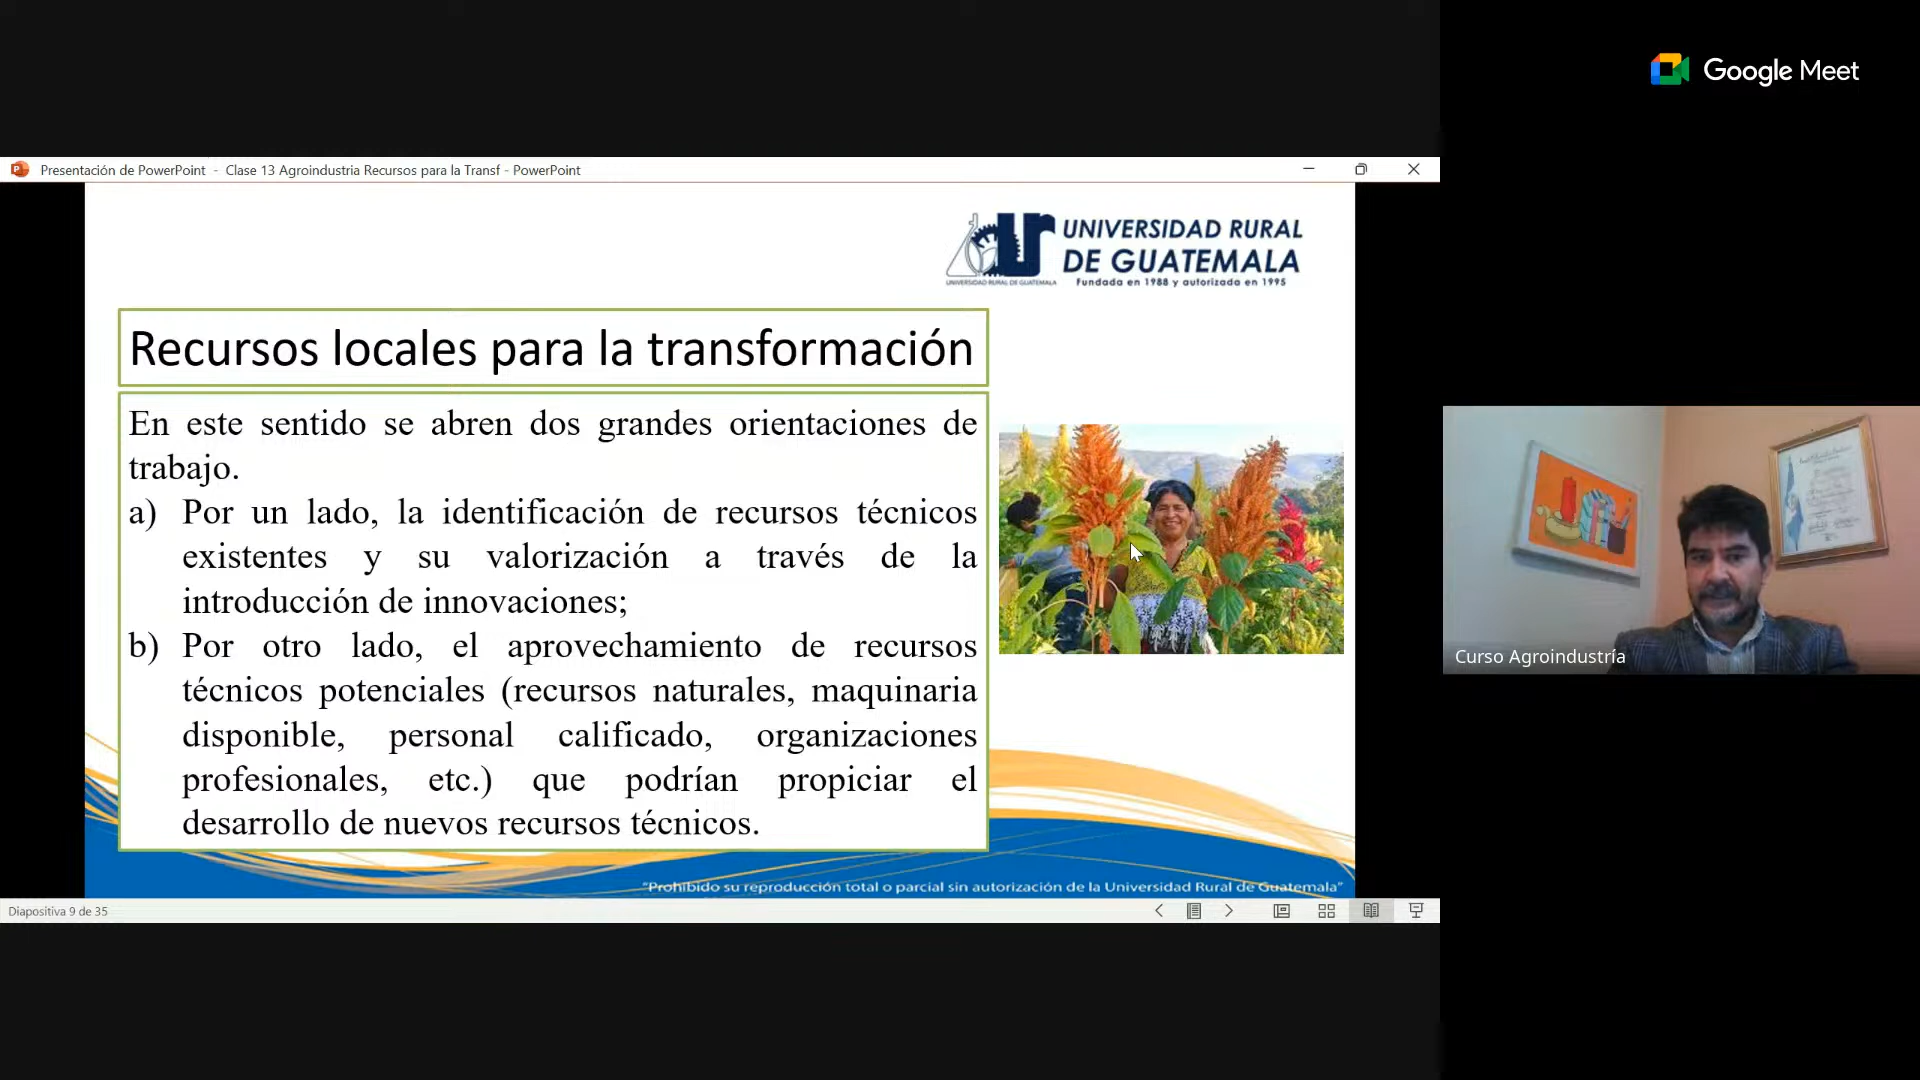 Google Meet
Presentación de PowerPoint - Clase 13 Agroindustria Recursos para la Transf - PowerPoint
UNIVERSIDAD RURAL
DE GUATEMALA
UNIVERSIDAD RURAL DE GUATEMALA
Fundada en 1988 y autorizada en 1995
Recursos locales para la transformación
En este sentido se abren dos grandes orientaciones de
trabajo.
a) Por un lado, la identificación de recursos técnicos
existentes y su valorización a través de la
introducción de innovaciones;
b) Por otro lado, el aprovechamiento de recursos
técnicos potenciales (recursos naturales, maquinaria
disponible, personal calificado, organizaciones
profesionales, etc.) que podrían propiciar el
desarrollo de nuevos recursos técnicos.
Curso Agroindustría
"Prohibido su reproducción total o parcial sin autorización de la Universidad Rural de Guatemala"
Diapositiva 9 de 35